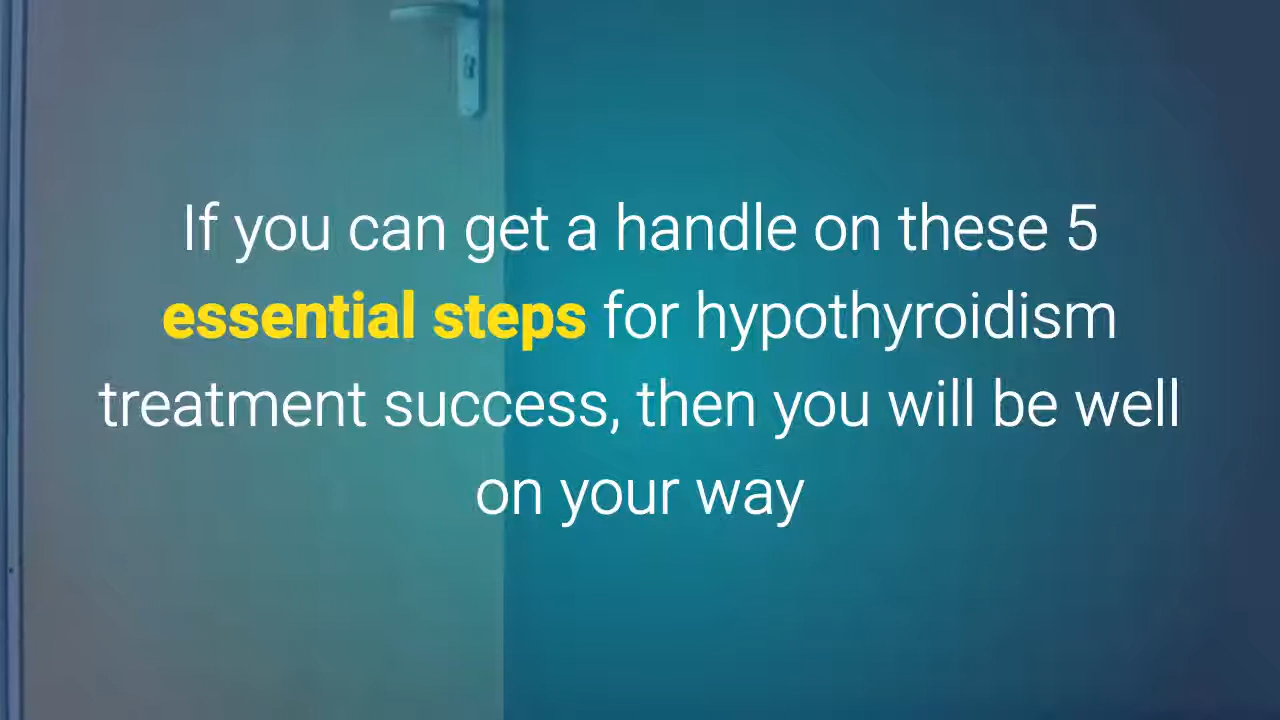 If you can get a handle on these 5
essential steps for hypothyroidism
treatment success, then you will be well
on your way